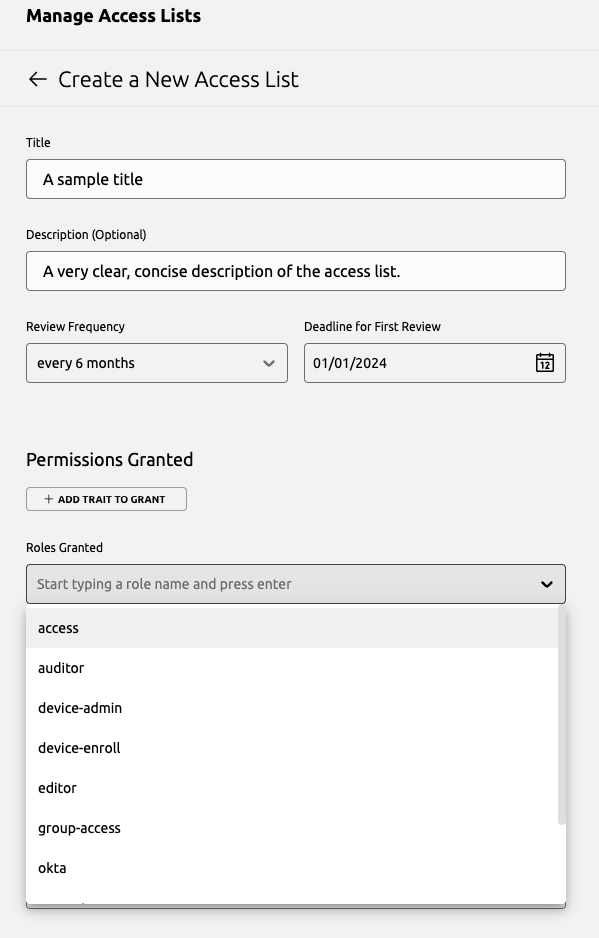 Manage Access Lists
← Create a New Access List
Title
A sample title
Description (Optional)
A very clear, concise description of the access list.
Review Frequency
Deadline for First Review
every 6 months
01/01/2024
12
Permissions Granted
+ ADD TRAIT TO GRANT
Roles Granted
Start typing a role name and press enter
access
auditor
device-admin
device-enroll
editor
group-access
okta